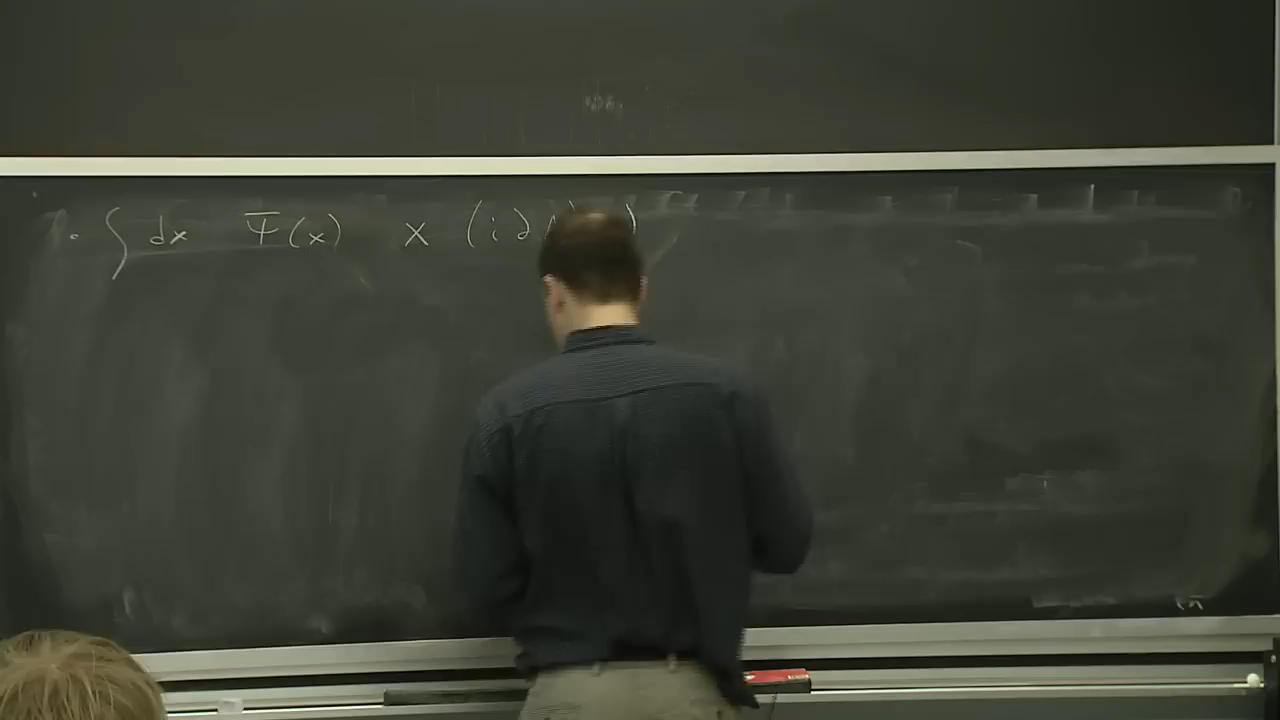 ∫ dx Ψ̄(x) x (i∂